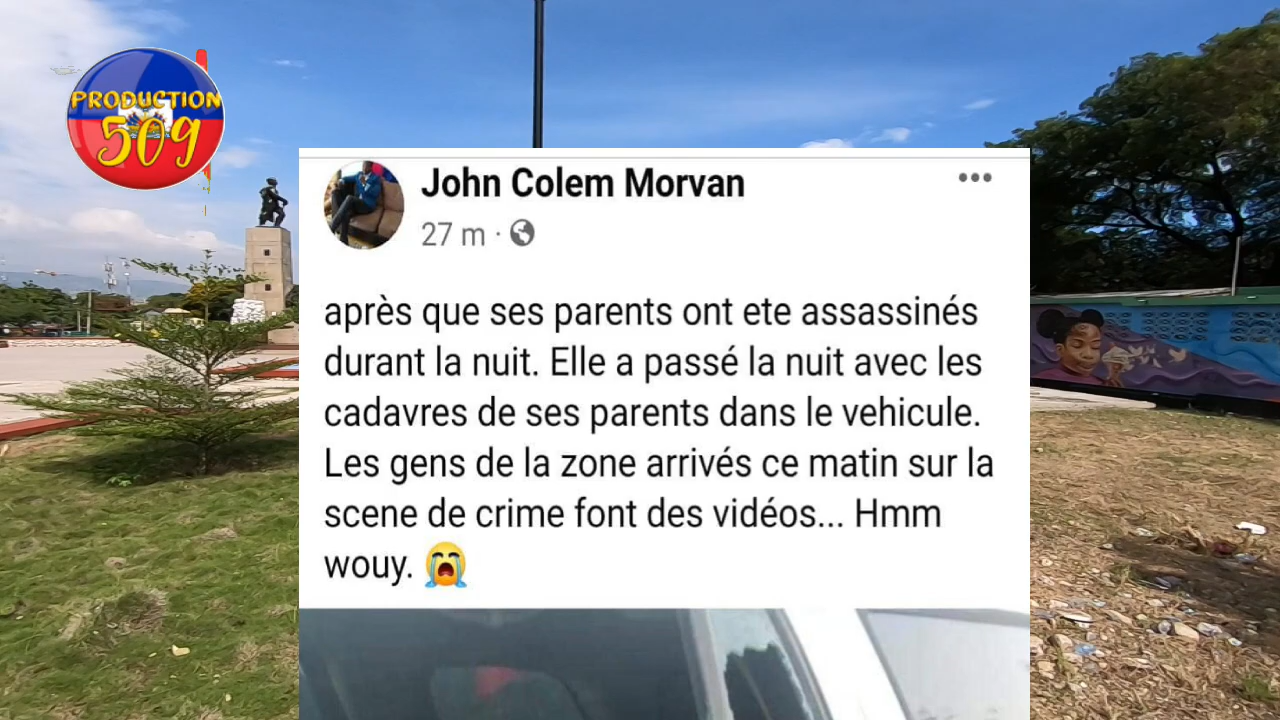 PRODUCTION
509
John Colem Morvan
27 m ·
après que ses parents ont ete assassinés
durant la nuit. Elle a passé la nuit avec les
cadavres de ses parents dans le vehicule.
Les gens de la zone arrivés ce matin sur la
scene de crime font des vidéos... Hmm
wouy. 😭